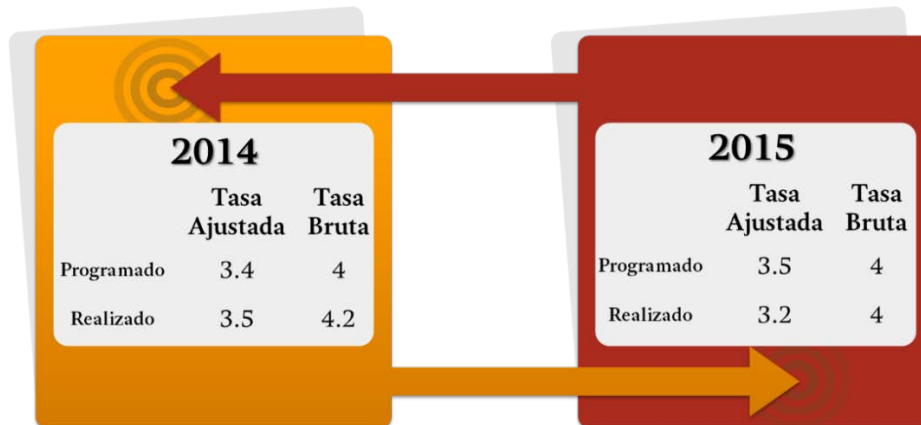 2014
Tasa Tasa
Ajustada Bruta
Programado 3.4 4
Realizado 3.5 4.2
2015
Tasa Tasa
Ajustada Bruta
Programado 3.5 4
Realizado 3.2 4